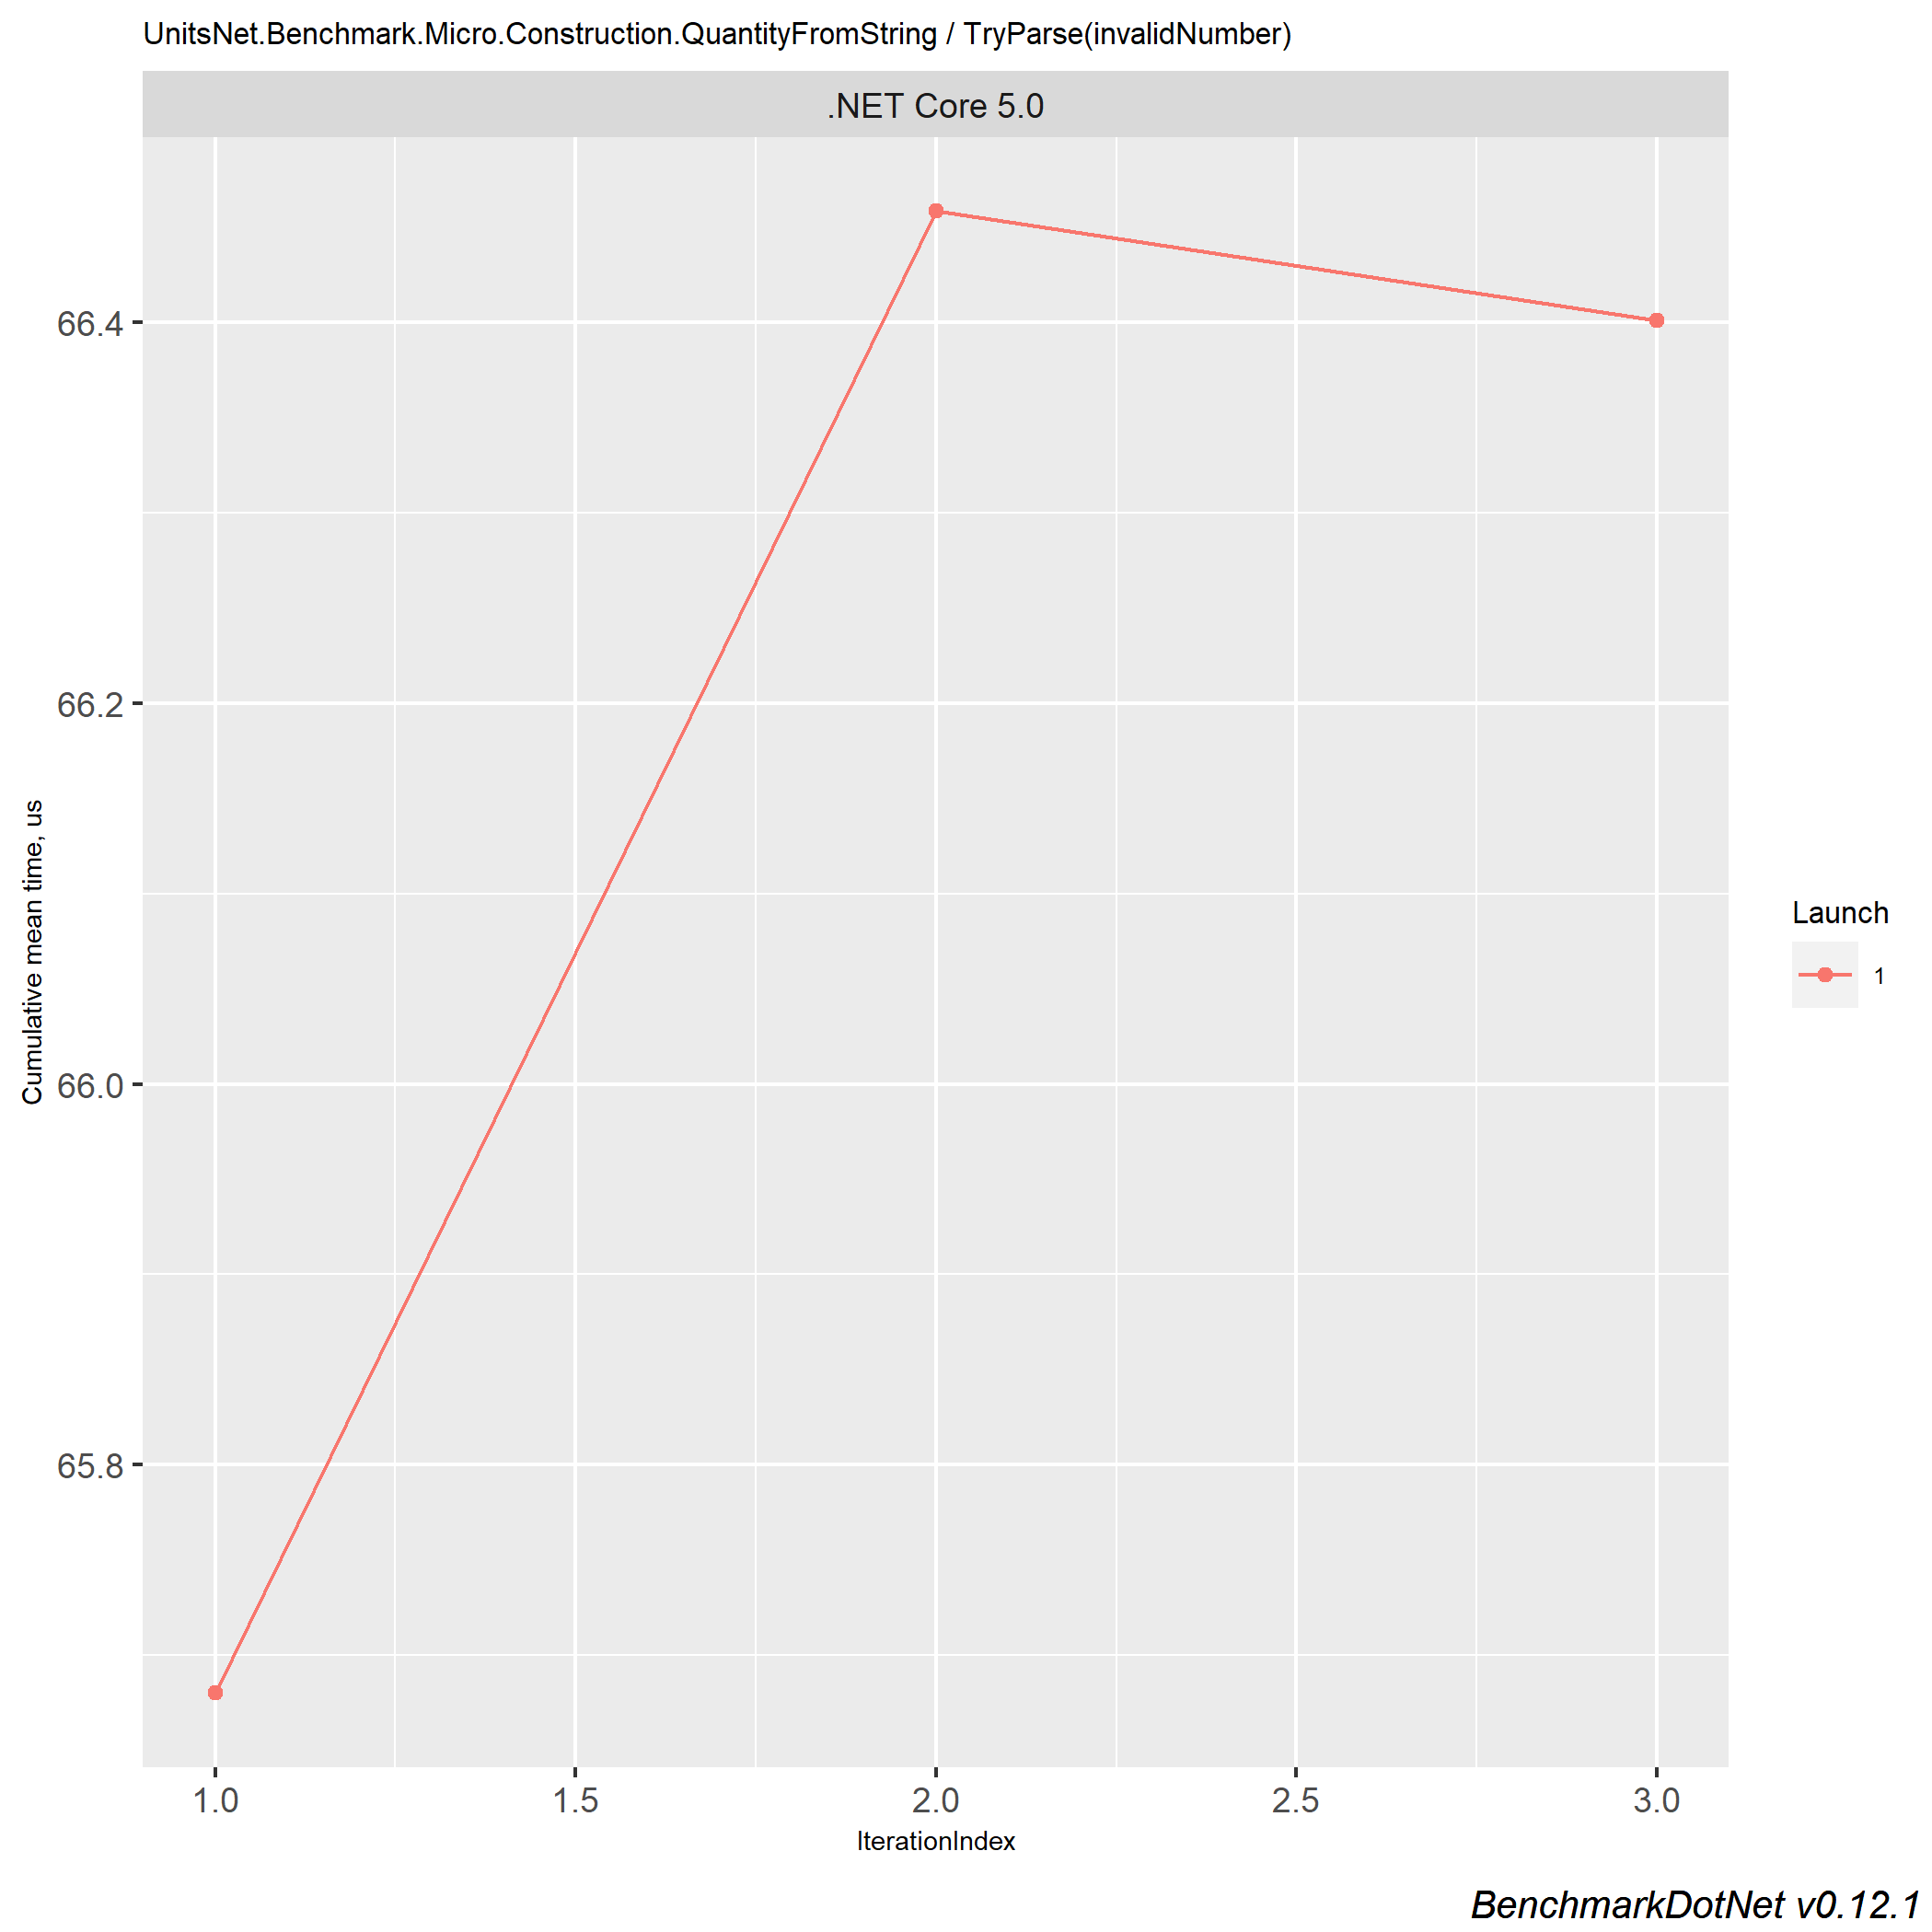 UnitsNet.Benchmark.Micro.Construction.QuantityFromString / TryParse(invalidNumber)
.NET Core 5.0
66.4
66.2
66.0
65.8
Cumulative mean time, us
1.0 1.5 2.0 2.5 3.0
IterationIndex
Launch
1
BenchmarkDotNet v0.12.1